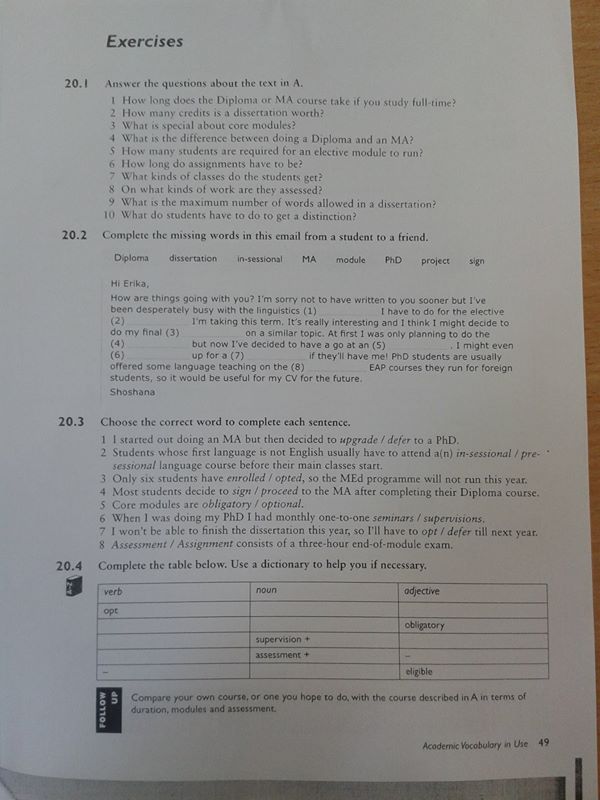 Exercises
20.1 Answer the questions about the text in A.
1 How long does the Diploma or MA course take if you study full-time?
2 How many credits is a dissertation worth?
3 What is special about core modules?
4 What is the difference between doing a Diploma and an MA?
5 How many students are required for an elective module to run?
6 How long do assignments have to be?
7 What kinds of classes do the students get?
8 On what kinds of work are they assessed?
9 What is the maximum number of words allowed in a dissertation?
10 What do students have to do to get a distinction?
20.2 Complete the missing words in this email from a student to a friend.
Diploma dissertation in-sessional MA module PhD project sign
Hi Erika,
How are things going with you? I'm sorry not to have written to you sooner but I've
been desperately busy with the linguistics (1) I have to do for the elective
(2) I'm taking this term. It's really interesting and I think I might decide to
do my final (3) on a similar topic. At first I was only planning to do the
(4) but now I've decided to have a go at an (5) . I might even
(6) up for a (7) if they'll have me! PhD students are usually
offered some language teaching on the (8) EAP courses they run for foreign
students, so it would be useful for my CV for the future.
Shoshana
20.3 Choose the correct word to complete each sentence.
1 I started out doing an MA but then decided to upgrade / defer to a PhD.
2 Students whose first language is not English usually have to attend a(n) in-sessional / pre-
sessional language course before their main classes start.
3 Only six students have enrolled / opted, so the MEd programme will not run this year.
4 Most students decide to sign / proceed to the MA after completing their Diploma course.
5 Core modules are obligatory / optional.
6 When I was doing my PhD I had monthly one-to-one seminars / supervisions.
7 I won't be able to finish the dissertation this year, so I'll have to opt / defer till next year.
8 Assessment / Assignment consists of a three-hour end-of-module exam.
20.4 Complete the table below. Use a dictionary to help you if necessary.
verb noun adjective
opt
obligatory
supervision +
assessment + –
– eligible
FOLLOW UP
Compare your own course, or one you hope to do, with the course described in A in terms of
duration, modules and assessment.
Academic Vocabulary in Use 49